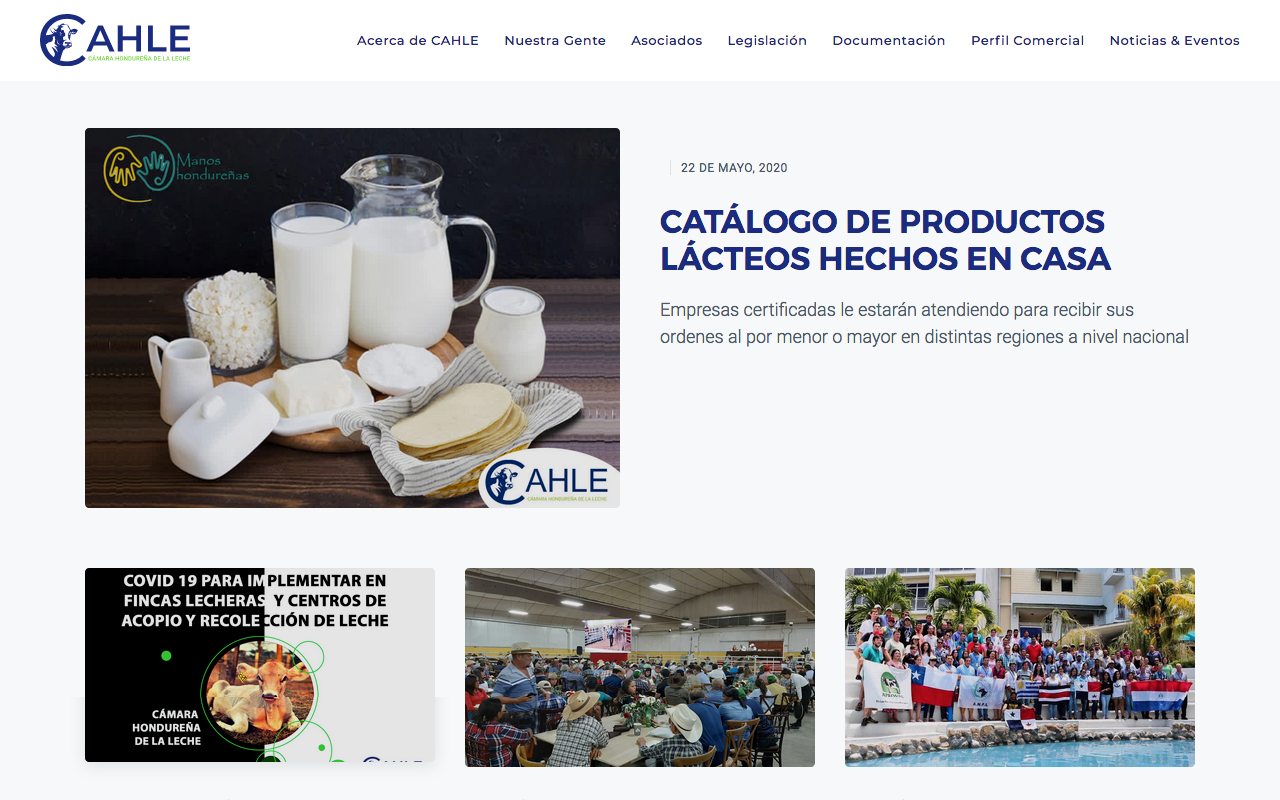 CAHLE
CÁMARA HONDUREÑA DE LA LECHE
Acerca de CAHLE
Nuestra Gente
Asociados
Legislación
Documentación
Perfil Comercial
Noticias & Eventos
Manos
hondureñas
CAHLE
CÁMARA HONDUREÑA DE LA LECHE
22 DE MAYO, 2020
CATÁLOGO DE PRODUCTOS
LÁCTEOS HECHOS EN CASA
Empresas certificadas le estarán atendiendo para recibir sus
ordenes al por menor o mayor en distintas regiones a nivel nacional
COVID 19 PARA IMPLEMENTAR EN
FINCAS LECHERAS Y CENTROS DE
ACOPIO Y RECOLECCIÓN DE LECHE
CÁMARA
HONDUREÑA
DE LA LECHE
CAHLE